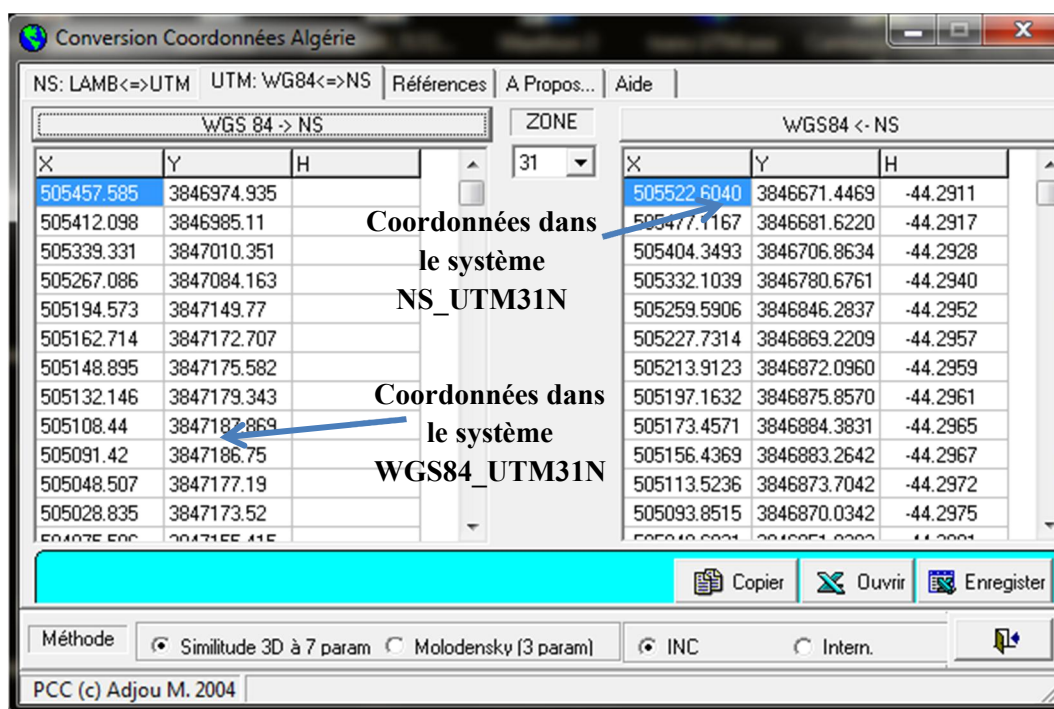 Conversion Coordonnées Algérie
NS: LAMB<=>UTM UTM: WG84<=>NS Références A Propos... Aide
WGS 84 -> NS ZONE WGS84 <- NS
X Y H 31 X Y H
505457.585 3846974.935 505522.6040 3846671.4469 -44.2911
505412.098 3846985.11 505477.1167 3846681.6220 -44.2917
505339.331 3847010.351 505404.3493 3846706.8634 -44.2928
505267.086 3847084.163 505332.1039 3846780.6761 -44.2940
505194.573 3847149.77 505259.5906 3846846.2837 -44.2952
505162.714 3847172.707 505227.7314 3846869.2209 -44.2957
505148.895 3847175.582 505213.9123 3846872.0960 -44.2959
505132.146 3847179.343 505197.1632 3846875.8570 -44.2961
505108.44 3847187.869 505173.4571 3846884.3831 -44.2965
505091.42 3847186.75 505156.4369 3846883.2642 -44.2967
505048.507 3847177.19 505113.5236 3846873.7042 -44.2972
505028.835 3847173.52 505093.8515 3846870.0342 -44.2975
Coordonnées dans
le système
NS_UTM31N
Coordonnées dans
le système
WGS84_UTM31N
Copier Ouvrir Enregister
Méthode Similitude 3D à 7 param Molodensky (3 param) INC Intern.
PCC (c) Adjou M. 2004